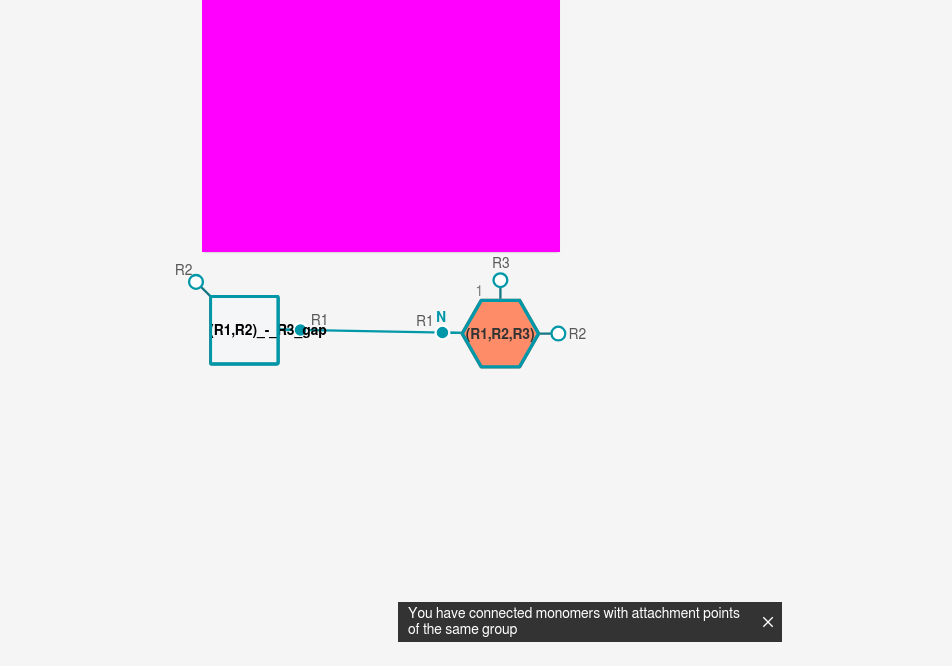 R3
R2
1
N
R1
R1
(R1,R2)_-_R3_gap
(R1,R2,R3)
R2
You have connected monomers with attachment points
of the same group